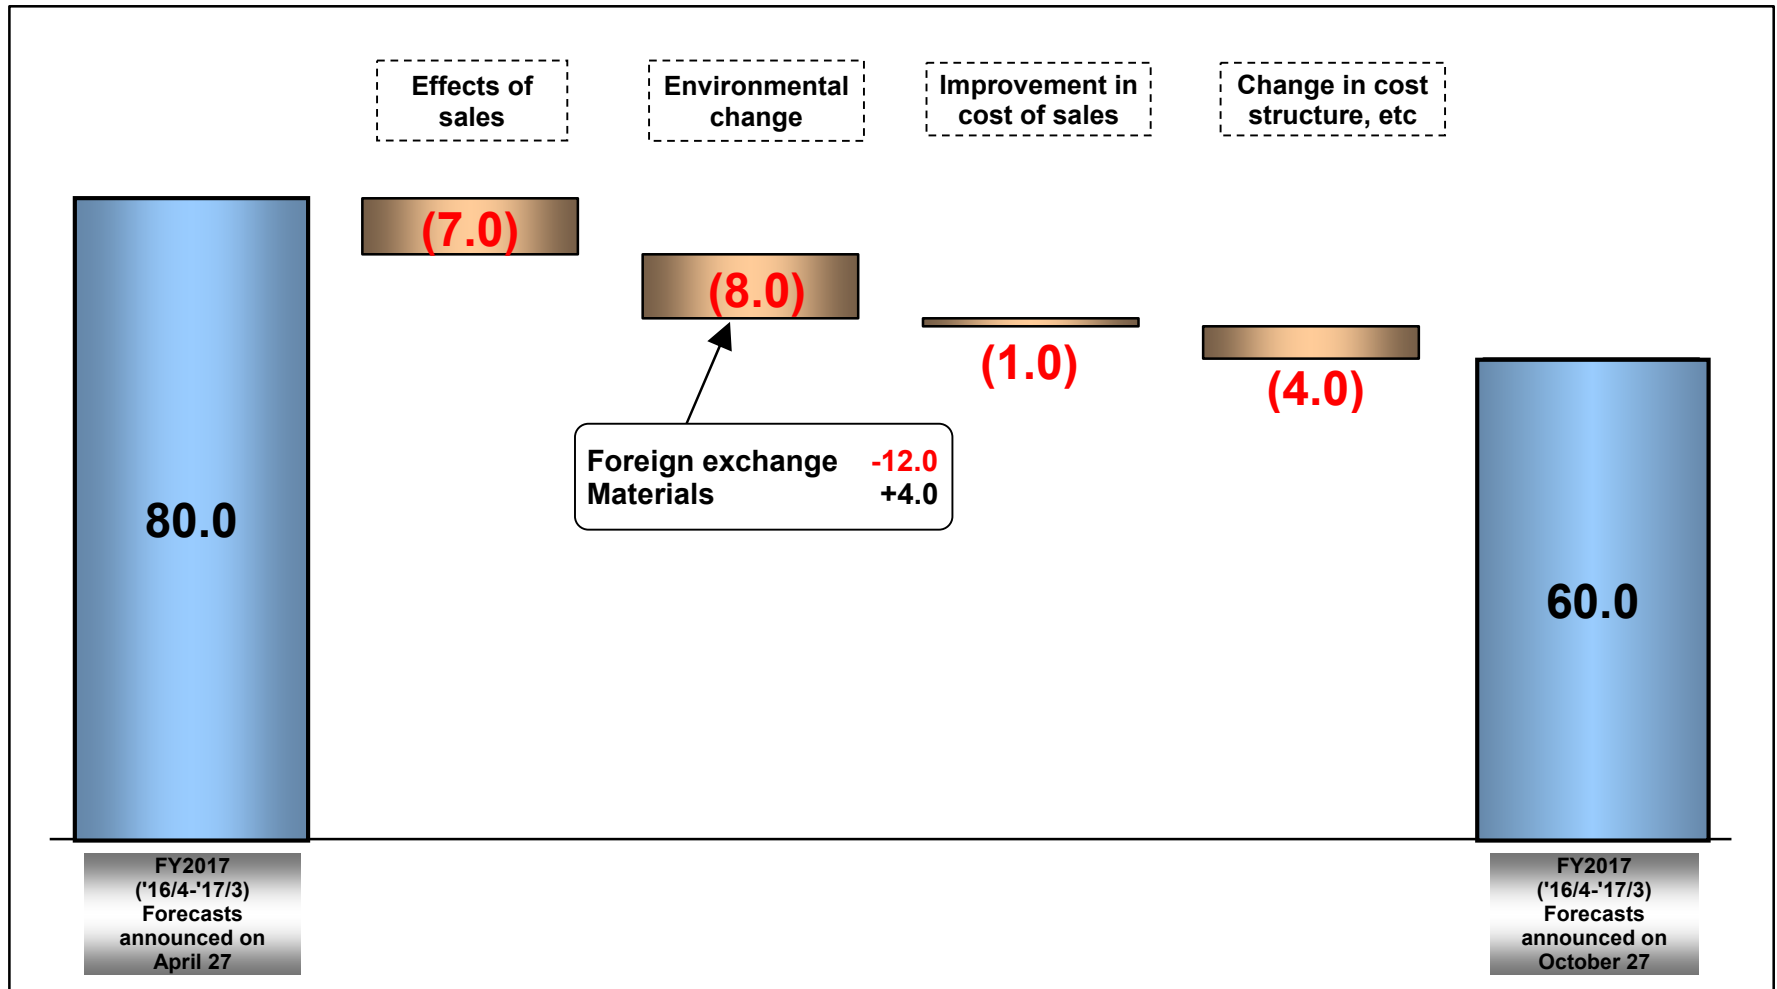 Effects of
sales
Environmental
change
Improvement in
cost of sales
Change in cost
structure, etc
(7.0)
(8.0)
(1.0)
(4.0)
Foreign exchange -12.0
Materials +4.0
80.0
60.0
FY2017
('16/4-'17/3)
Forecasts
announced on
April 27
FY2017
('16/4-'17/3)
Forecasts
announced on
October 27